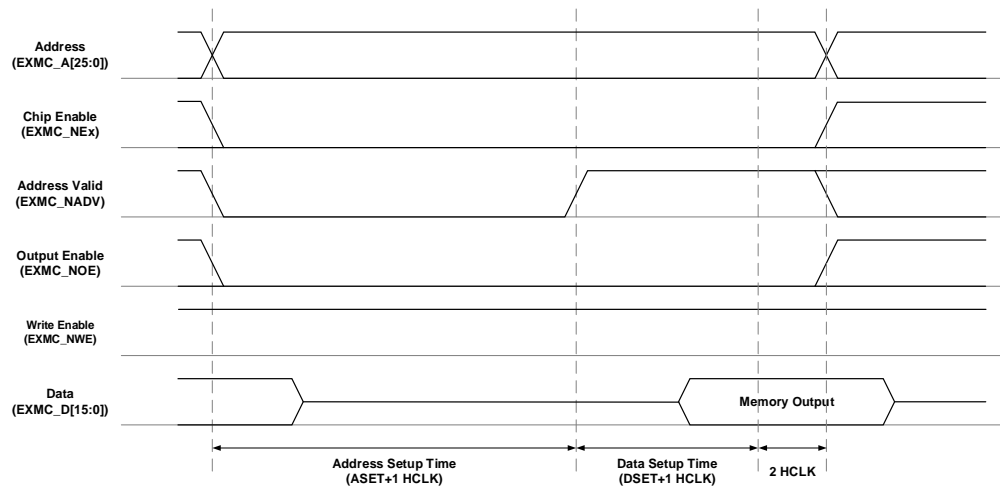 Address
(EXMC_A[25:0])
Chip Enable
(EXMC_NEx)
Address Valid
(EXMC_NADV)
Output Enable
(EXMC_NOE)
Write Enable
(EXMC_NWE)
Data
(EXMC_D[15:0])
Memory Output
Address Setup Time
(ASET+1 HCLK)
Data Setup Time
(DSET+1 HCLK)
2 HCLK